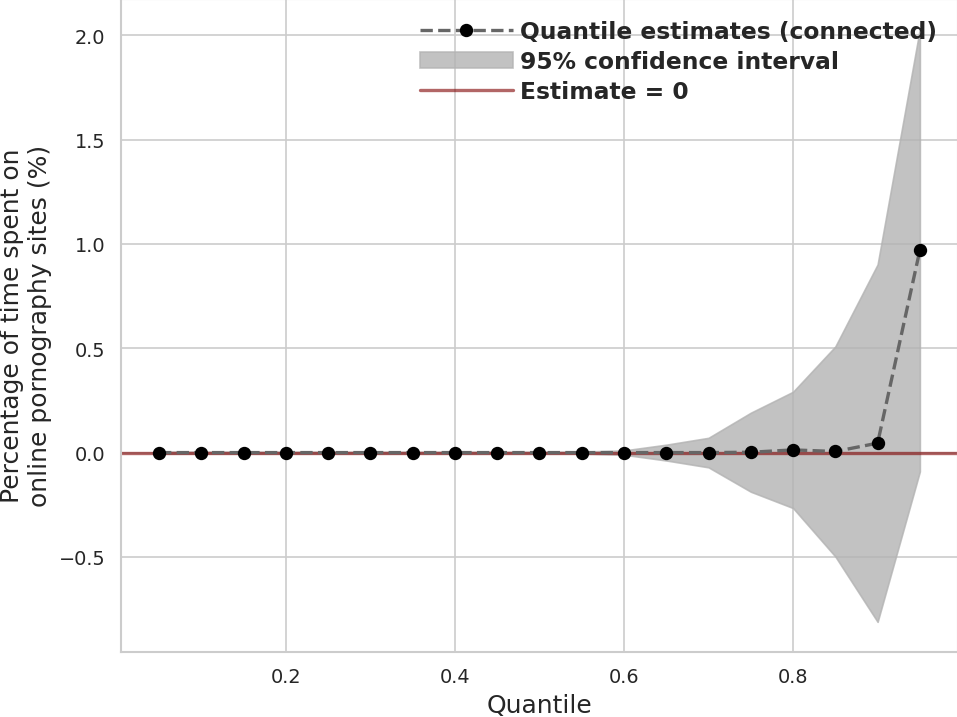 Quantile estimates (connected)
95% confidence interval
Estimate = 0
Percentage of time spent on
online pornography sites (%)
2.0
1.5
1.0
0.5
0.0
−0.5
0.2
0.4
0.6
0.8
Quantile